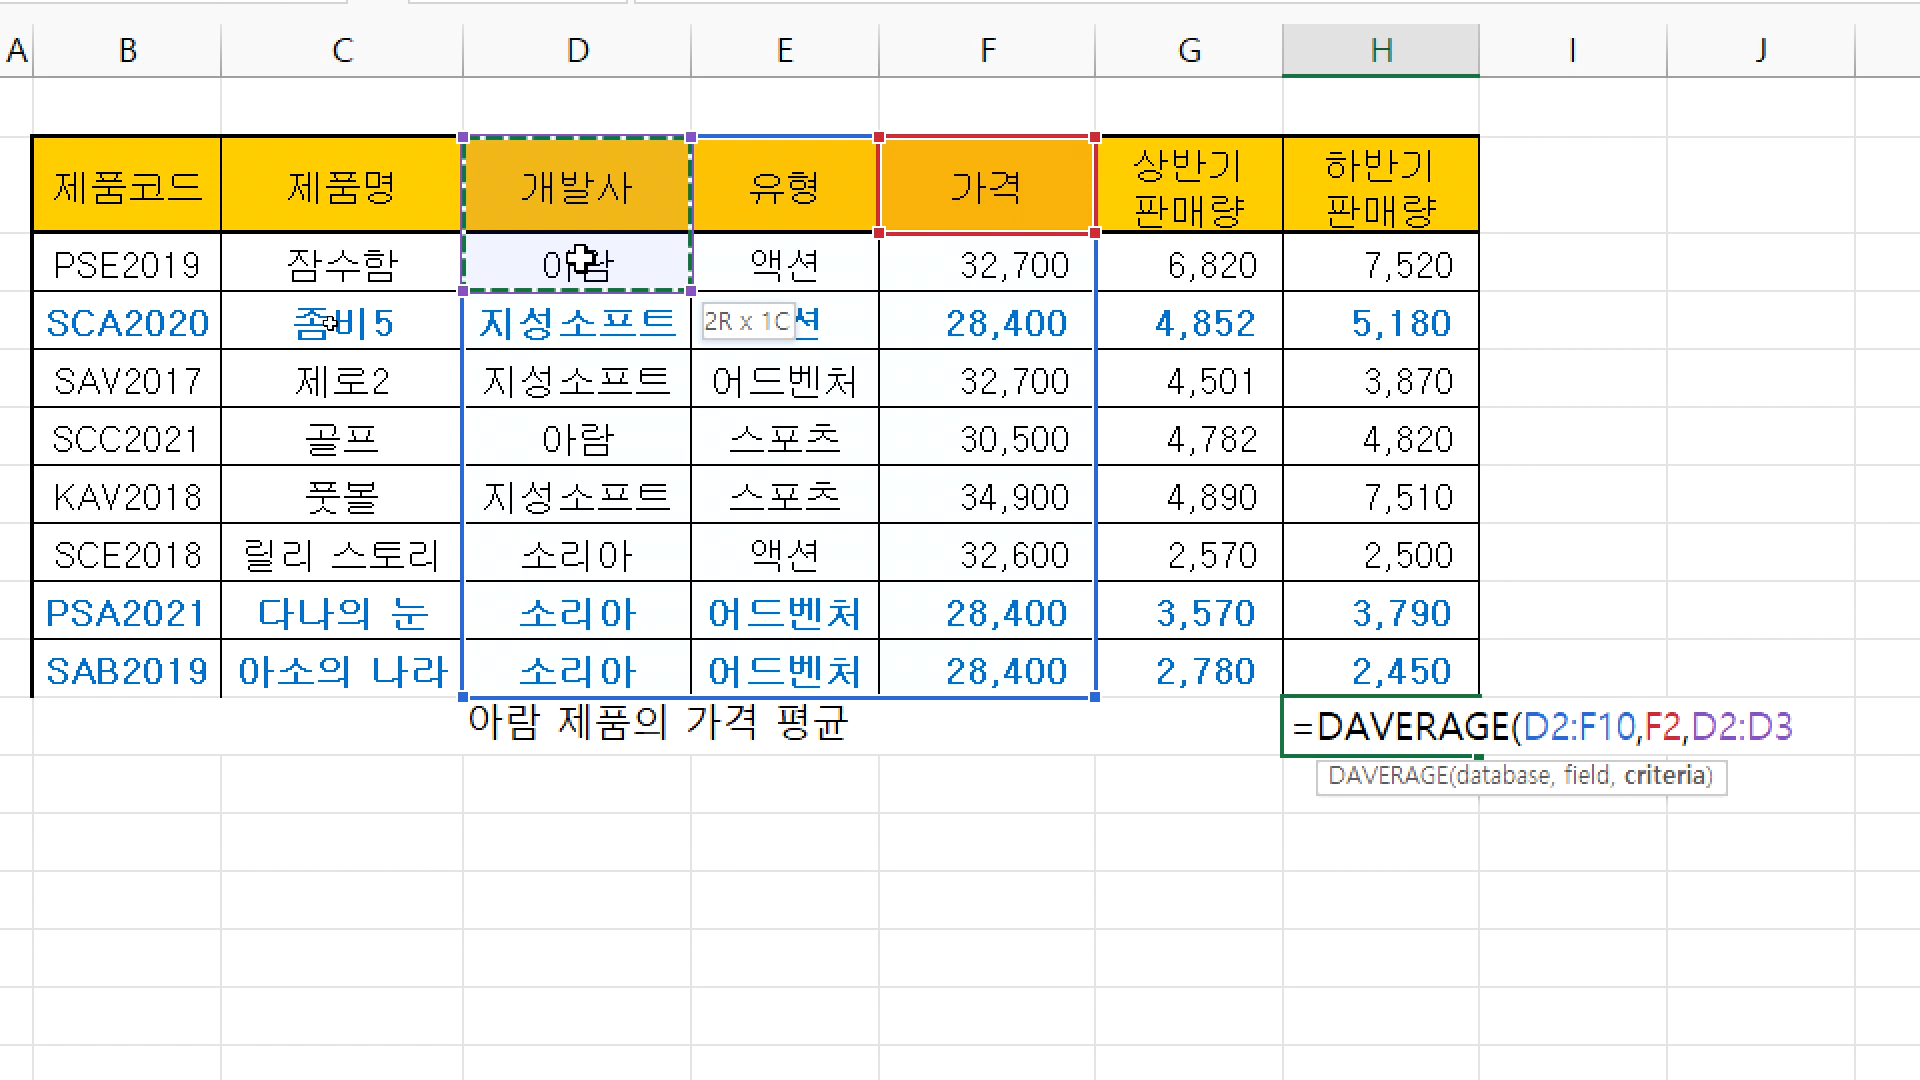 A B C D E F G H I J
제품코드 제품명 개발사 유형 가격 상반기 판매량 하반기 판매량
PSE2019 잠수함 아람 액션 32,700 6,820 7,520
SCA2020 좀비5 지성소프트 2R x 1C 션 28,400 4,852 5,180
SAV2017 제로2 지성소프트 어드벤처 32,700 4,501 3,870
SCC2021 골프 아람 스포츠 30,500 4,782 4,820
KAV2018 풋볼 지성소프트 스포츠 34,900 4,890 7,510
SCE2018 릴리 스토리 소리아 액션 32,600 2,570 2,500
PSA2021 다나의 눈 소리아 어드벤처 28,400 3,570 3,790
SAB2019 아소의 나라 소리아 어드벤처 28,400 2,780 2,450
아람 제품의 가격 평균 =DAVERAGE(D2:F10,F2,D2:D3
DAVERAGE(database, field, criteria)